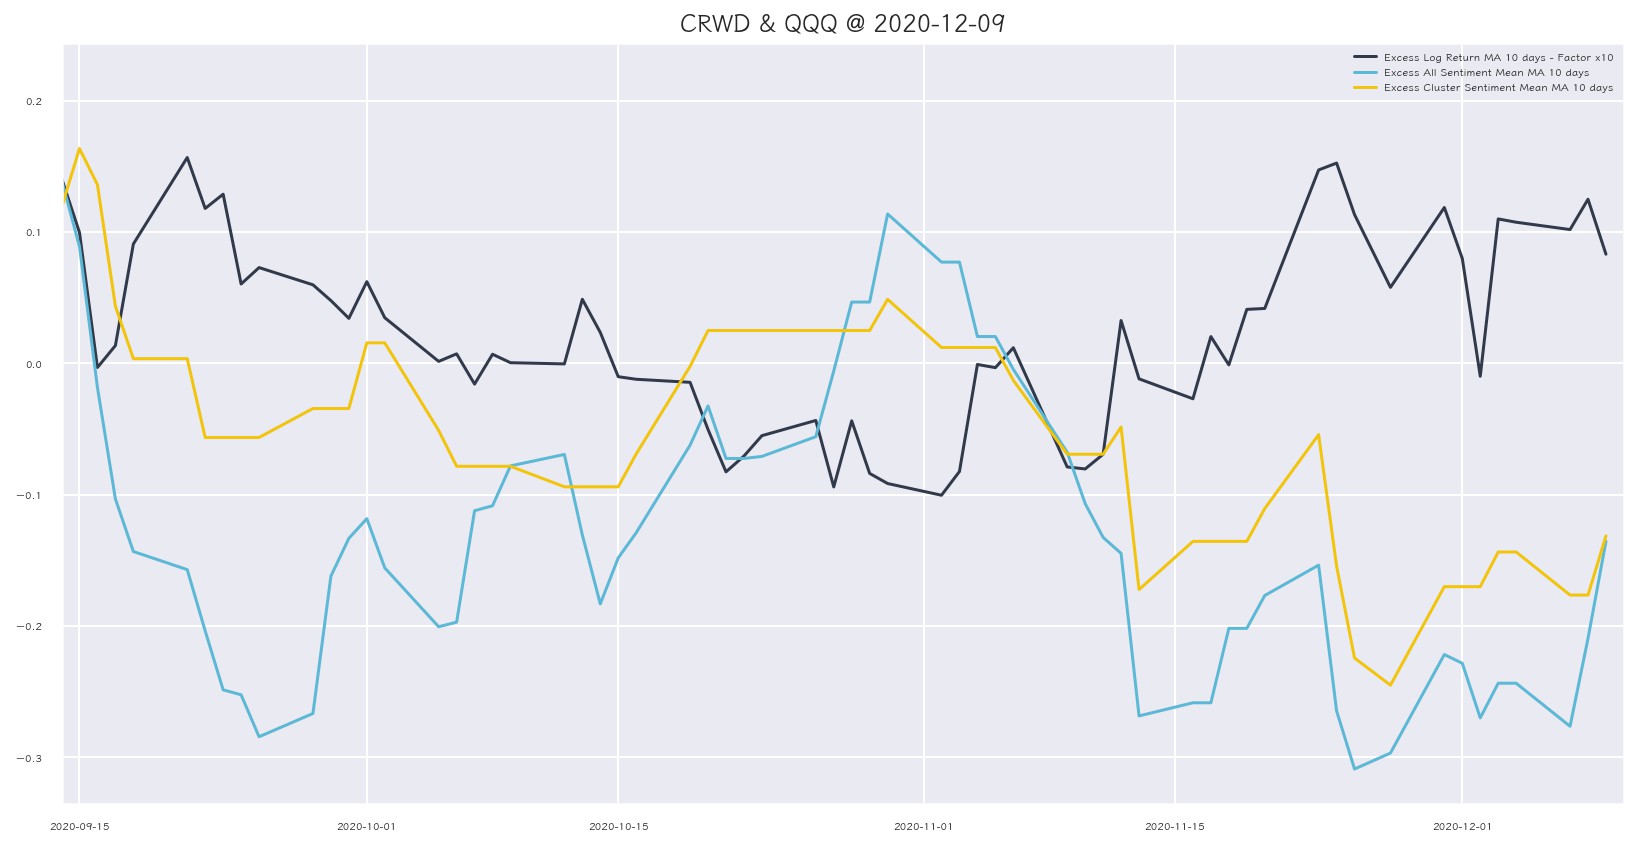 CRWD & QQQ @ 2020-12-09
Excess Log Return MA 10 days - Factor x10
Excess All Sentiment Mean MA 10 days
Excess Cluster Sentiment Mean MA 10 days
0.2
0.1
0.0
−0.1
−0.2
−0.3
2020-09-15 2020-10-01 2020-10-15 2020-11-01 2020-11-15 2020-12-01